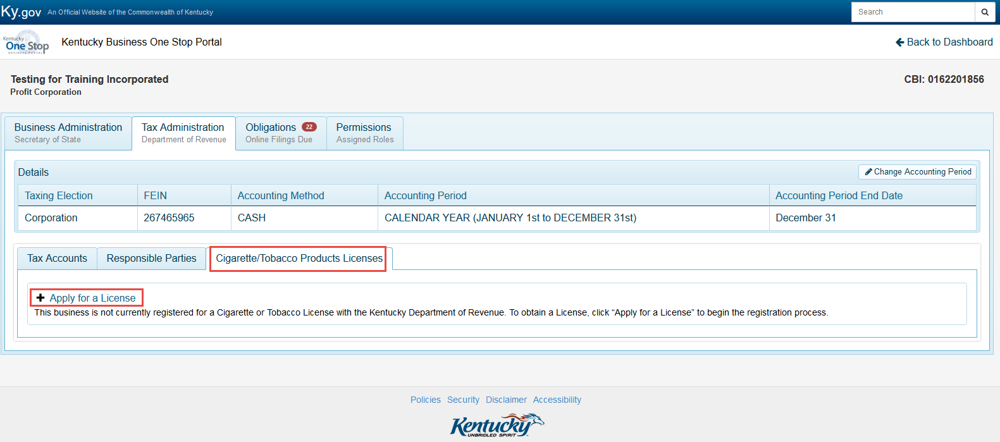 Ky.gov An Official Website of the Commonwealth of Kentucky Search
Kentucky One Stop BUSINESS PORTAL Kentucky Business One Stop Portal Back to Dashboard
Testing for Training Incorporated CBI: 0162201856
Profit Corporation
Business Administration Tax Administration Obligations 22 Permissions
Secretary of State Department of Revenue Online Filings Due Assigned Roles
Details Change Accounting Period
Taxing Election FEIN Accounting Method Accounting Period Accounting Period End Date
Corporation 267465965 CASH CALENDAR YEAR (JANUARY 1st to DECEMBER 31st) December 31
Tax Accounts Responsible Parties Cigarette/Tobacco Products Licenses
Apply for a License
This business is not currently registered for a Cigarette or Tobacco License with the Kentucky Department of Revenue. To obtain a License, click “Apply for a License” to begin the registration process.
Policies Security Disclaimer Accessibility
Kentucky
UNBRIDLED SPIRIT